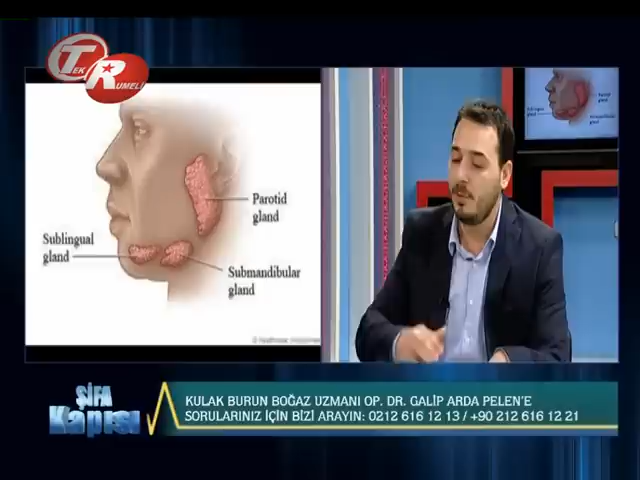 TEK
RUMELİ
Parotid
gland
Sublingual
gland
Submandibular
gland
ŞİFA
Kapısı
KULAK BURUN BOĞAZ UZMANI OP. DR. GALİP ARDA PELEN'E
SORULARINIZ İÇİN BİZİ ARAYIN: 0212 616 12 13 / +90 212 616 12 21